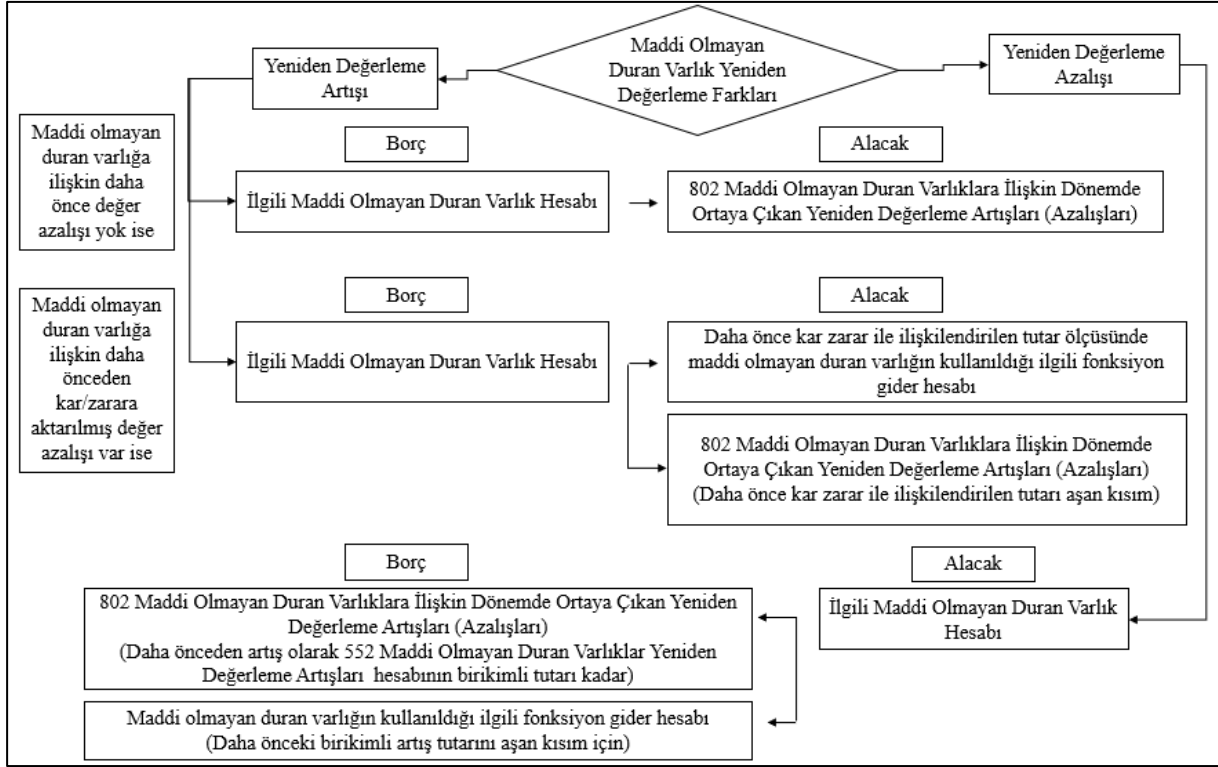 Maddi Olmayan
Duran Varlık Yeniden
Değerleme Farkları
Yeniden Değerleme
Artışı
Yeniden Değerleme
Azalışı
Maddi olmayan
duran varlığa
ilişkin daha
önce değer
azalışı yok ise
Borç
Alacak
İlgili Maddi Olmayan Duran Varlık Hesabı
802 Maddi Olmayan Duran Varlıklara İlişkin Dönemde
Ortaya Çıkan Yeniden Değerleme Artışları (Azalışları)
Maddi olmayan
duran varlığa
ilişkin daha
önceden
kar/zarara
aktarılmış değer
azalışı var ise
Borç
Alacak
İlgili Maddi Olmayan Duran Varlık Hesabı
Daha önce kar zarar ile ilişkilendirilen tutar ölçüsünde
maddi olmayan duran varlığın kullanıldığı ilgili fonksiyon
gider hesabı
802 Maddi Olmayan Duran Varlıklara İlişkin Dönemde
Ortaya Çıkan Yeniden Değerleme Artışları (Azalışları)
(Daha önce kar zarar ile ilişkilendirilen tutarı aşan kısım)
Borç
Alacak
802 Maddi Olmayan Duran Varlıklara İlişkin Dönemde Ortaya Çıkan Yeniden
Değerleme Artışları (Azalışları)
(Daha önceden artış olarak 552 Maddi Olmayan Duran Varlıklar Yeniden
Değerleme Artışları hesabının birikimli tutarı kadar)
İlgili Maddi Olmayan Duran Varlık
Hesabı
Maddi olmayan duran varlığın kullanıldığı ilgili fonksiyon gider hesabı
(Daha önceki birikimli artış tutarını aşan kısım için)